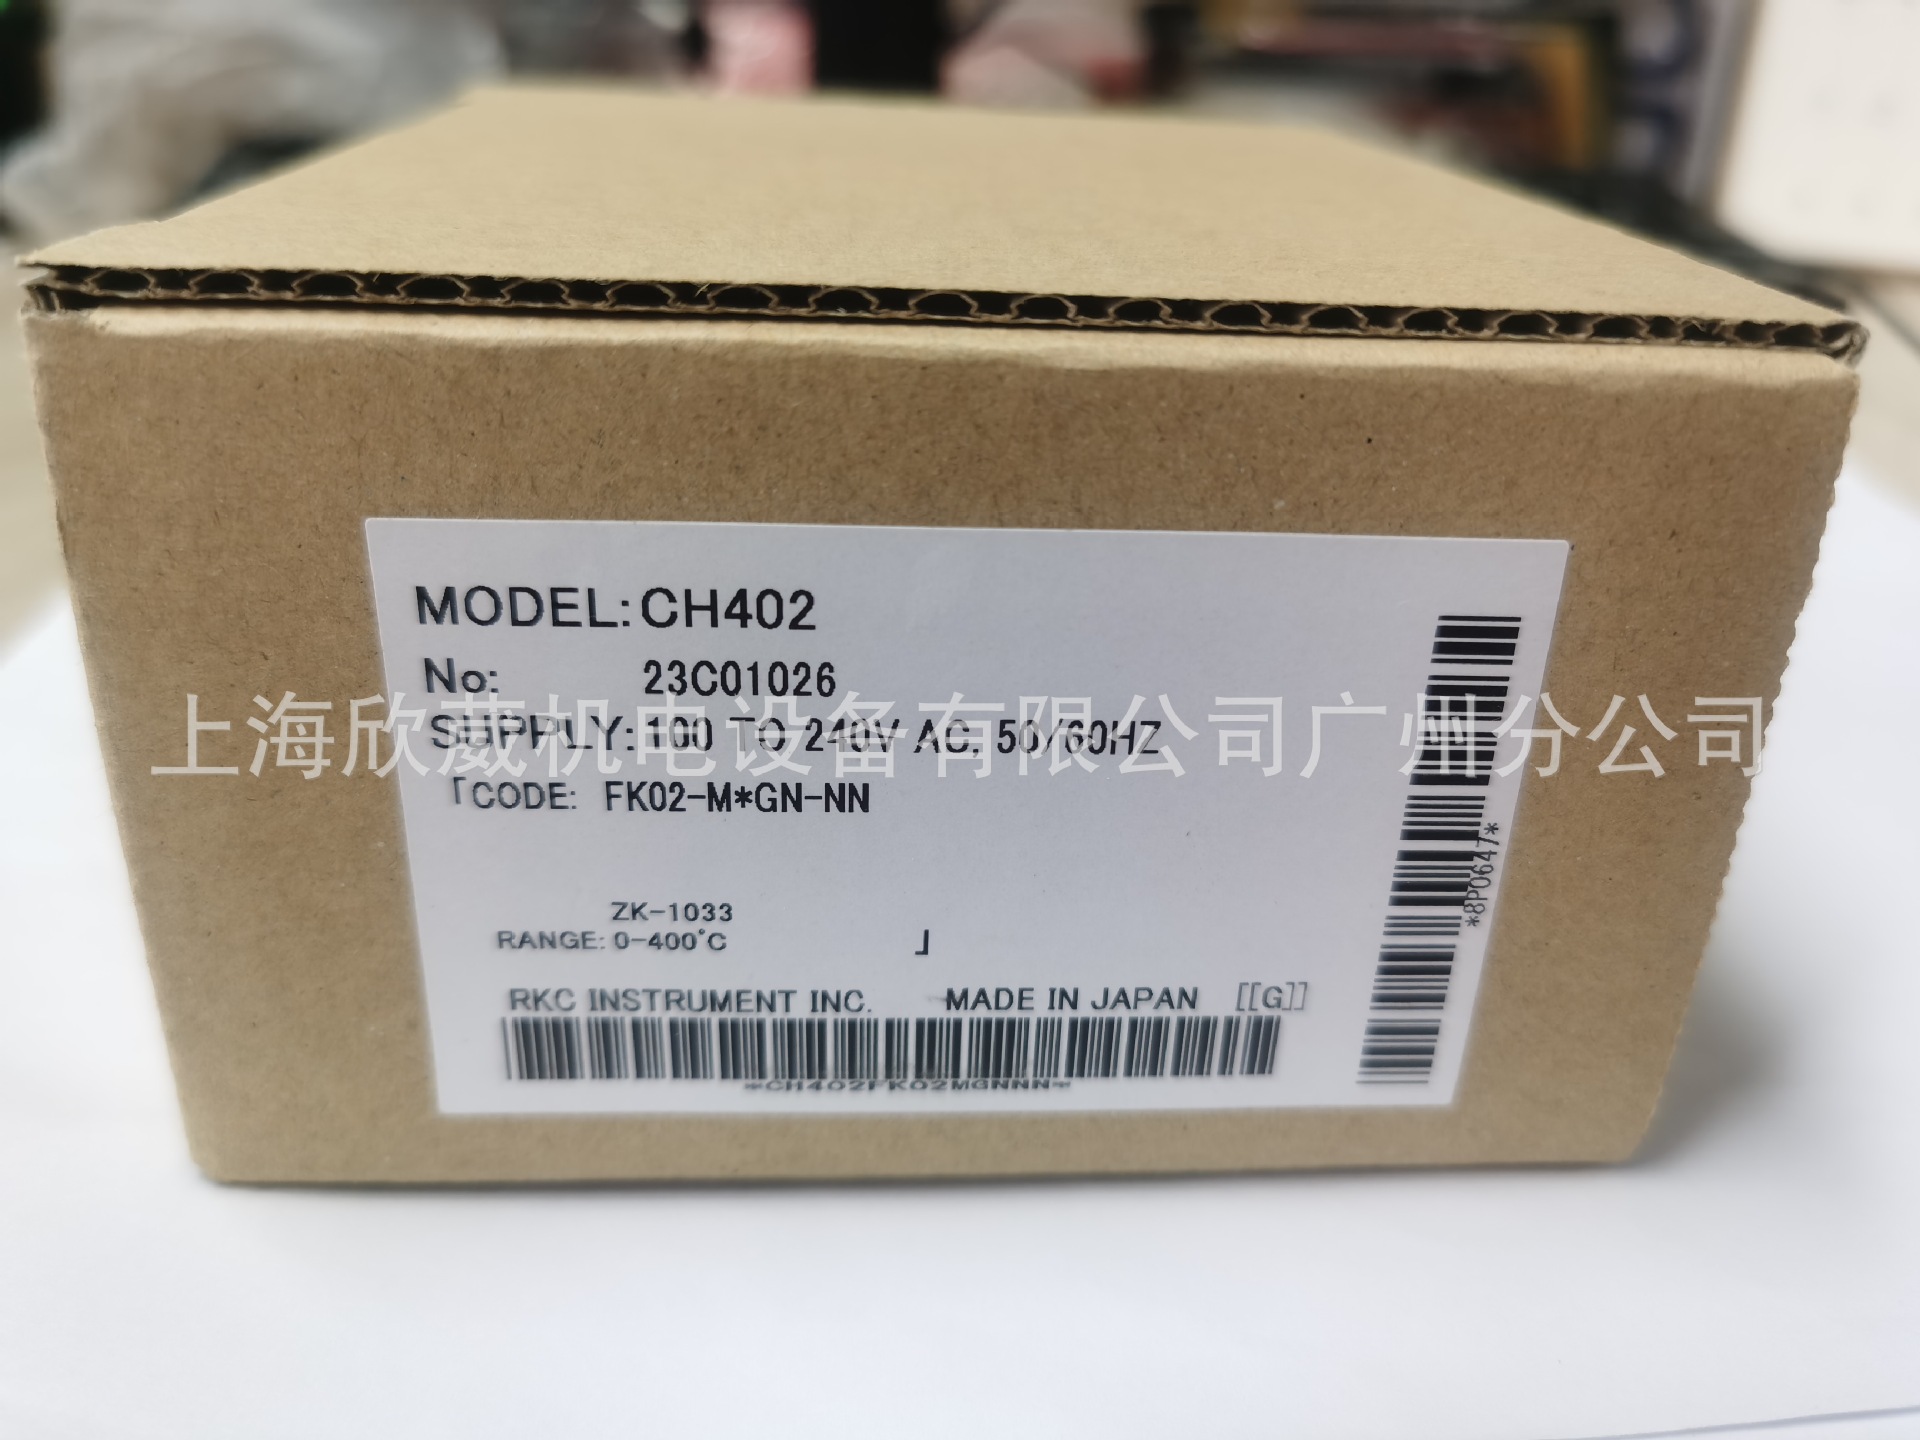 MODEL: CH402
No: 23C01026
SUPPLY: 100 TO 240V AC, 50/60HZ
上海欣葳机电设备有限公司广州分公司
「CODE: FK02-M*GN-NN
ZK-1033
RANGE: 0-400°C 」
RKC INSTRUMENT INC. MADE IN JAPAN [[G]]
*CH402FK02MGNNN*
*8P0647*